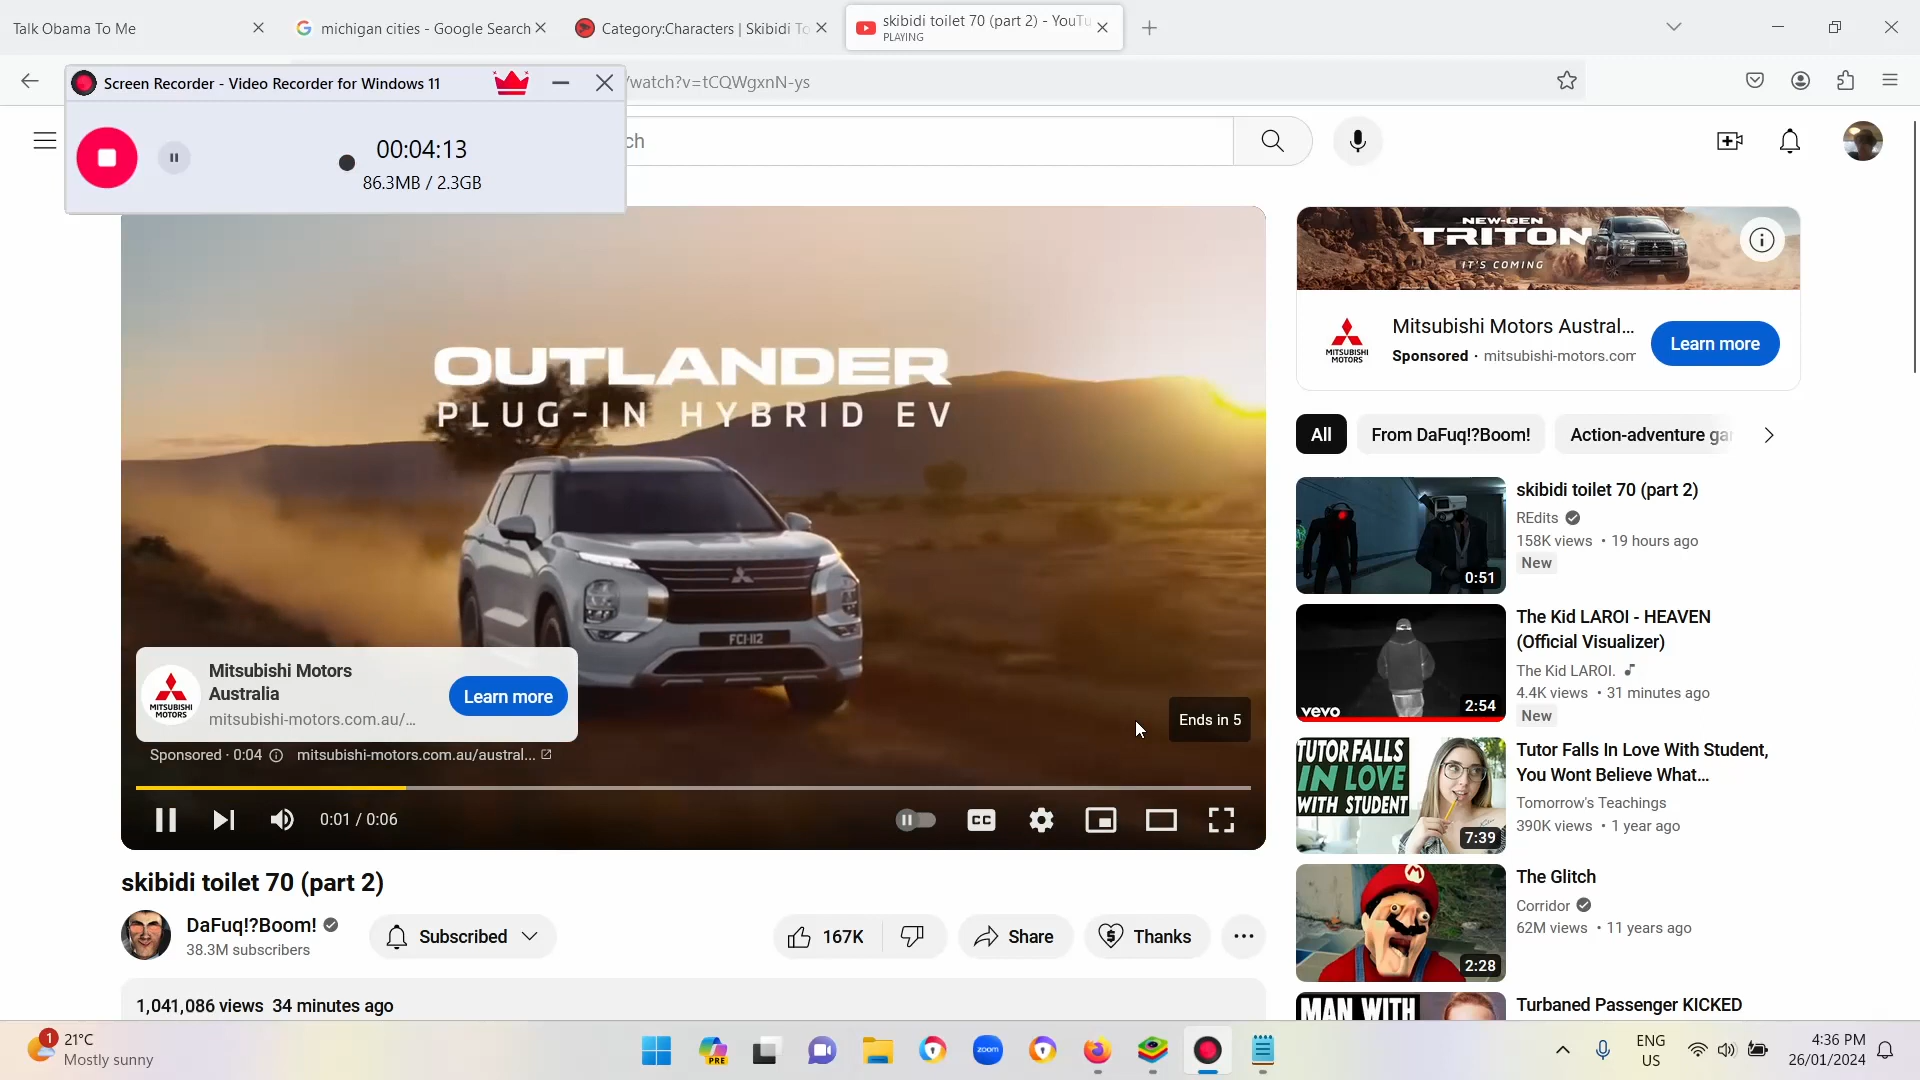 Talk Obama To Me
michigan cities - Google Search
Category:Characters | Skibidi To
skibidi toilet 70 (part 2) - YouTu
PLAYING
Screen Recorder - Video Recorder for Windows 11
/watch?v=tCQWgxnN-ys
00:04:13
86.3MB / 2.3GB
ch
OUTLANDER
PLUG-IN HYBRID EV
FCH112
Mitsubishi Motors
Australia
mitsubishi-motors.com.au/...
MITSUBISHI
MOTORS
Learn more
Ends in 5
Sponsored · 0:04
mitsubishi-motors.com.au/austral...
0:01 / 0:06
CC
skibidi toilet 70 (part 2)
DaFuq!?Boom!
38.3M subscribers
Subscribed
167K
Share
Thanks
1,041,086 views 34 minutes ago
NEW-GEN
TRITON
IT'S COMING
MITSUBISHI
MOTORS
Mitsubishi Motors Austral...
Sponsored · mitsubishi-motors.com
Learn more
All
From DaFuq!?Boom!
Action-adventure gar
skibidi toilet 70 (part 2)
REdits
158K views • 19 hours ago
New
0:51
The Kid LAROI - HEAVEN
(Official Visualizer)
The Kid LAROI.
4.4K views • 31 minutes ago
New
vevo
2:54
TUTOR FALLS
IN LOVE
WITH STUDENT
7:39
Tutor Falls In Love With Student,
You Wont Believe What...
Tomorrow's Teachings
390K views • 1 year ago
The Glitch
Corridor
62M views • 11 years ago
2:28
MAN WITH
Turbaned Passenger KICKED
1
21°C
Mostly sunny
PRE
zoom
ENG
US
4:36 PM
26/01/2024